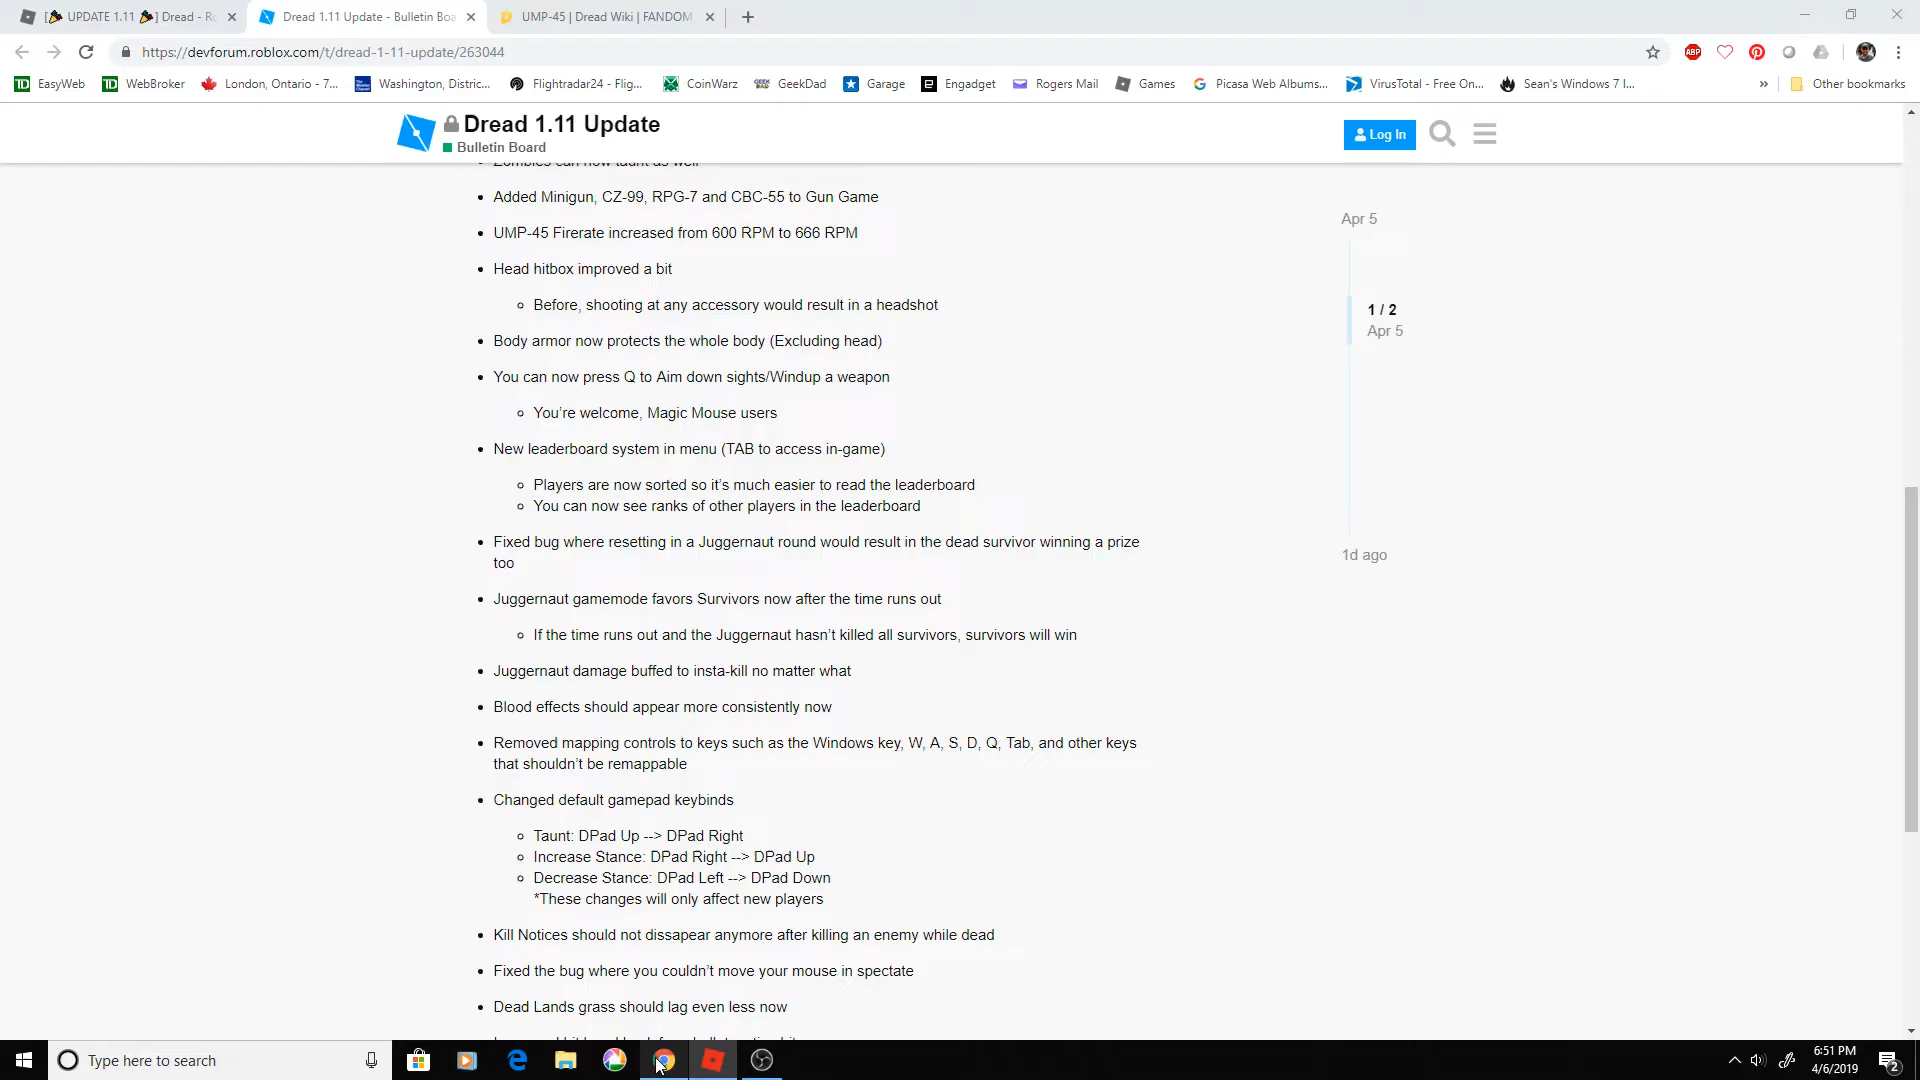 UPDATE 1.11
] Dread - Ro
Dread 1.11 Update - Bulletin Boa
UMP-45 | Dread Wiki | FANDOM
https://devforum.roblox.com/t/dread-1-11-update/263044
ABP
TD EasyWeb
TD WebBroker
London, Ontario - 7...
Washington, Distric...
Flightradar24 - Flig...
CoinWarz
GeekDad
Garage
Engadget
Rogers Mail
Games
Picasa Web Albums...
VirusTotal - Free On...
Sean's Windows 7 I...
»
Other bookmarks
Dread 1.11 Update
Bulletin Board
Log In
• Zombies can now taunt as well
• Added Minigun, CZ-99, RPG-7 and CBC-55 to Gun Game
• UMP-45 Firerate increased from 600 RPM to 666 RPM
• Head hitbox improved a bit
Before, shooting at any accessory would result in a headshot
• Body armor now protects the whole body (Excluding head)
• You can now press Q to Aim down sights/Windup a weapon
You're welcome, Magic Mouse users
• New leaderboard system in menu (TAB to access in-game)
Players are now sorted so it's much easier to read the leaderboard
You can now see ranks of other players in the leaderboard
• Fixed bug where resetting in a Juggernaut round would result in the dead survivor winning a prize
too
• Juggernaut gamemode favors Survivors now after the time runs out
If the time runs out and the Juggernaut hasn't killed all survivors, survivors will win
• Juggernaut damage buffed to insta-kill no matter what
• Blood effects should appear more consistently now
• Removed mapping controls to keys such as the Windows key, W, A, S, D, Q, Tab, and other keys
that shouldn't be remappable
• Changed default gamepad keybinds
Taunt: DPad Up --> DPad Right
Increase Stance: DPad Right --> DPad Up
Decrease Stance: DPad Left --> DPad Down
*These changes will only affect new players
• Kill Notices should not dissapear anymore after killing an enemy while dead
• Fixed the bug where you couldn't move your mouse in spectate
• Dead Lands grass should lag even less now
Apr 5
1 / 2
Apr 5
1d ago
Type here to search
6:51 PM
4/6/2019
2